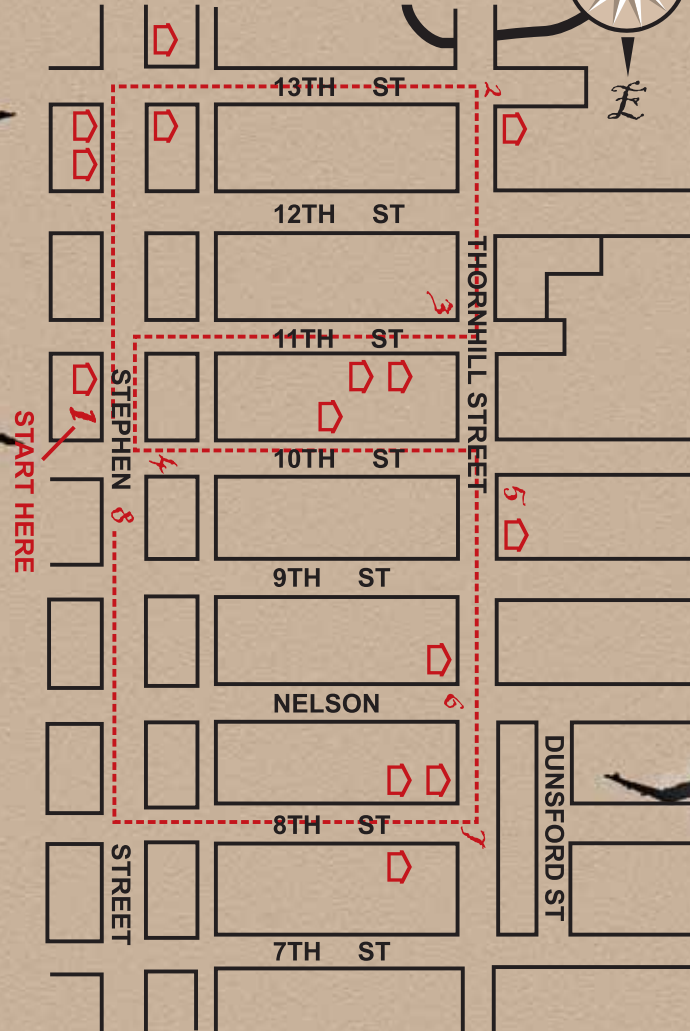 E
13TH ST
2
12TH ST
THORNHILL STREET
3
11TH ST
STEPHEN
1
START HERE
10TH ST
4
5
8
9TH ST
NELSON
6
DUNSFORD ST
8TH ST
7
STREET
7TH ST